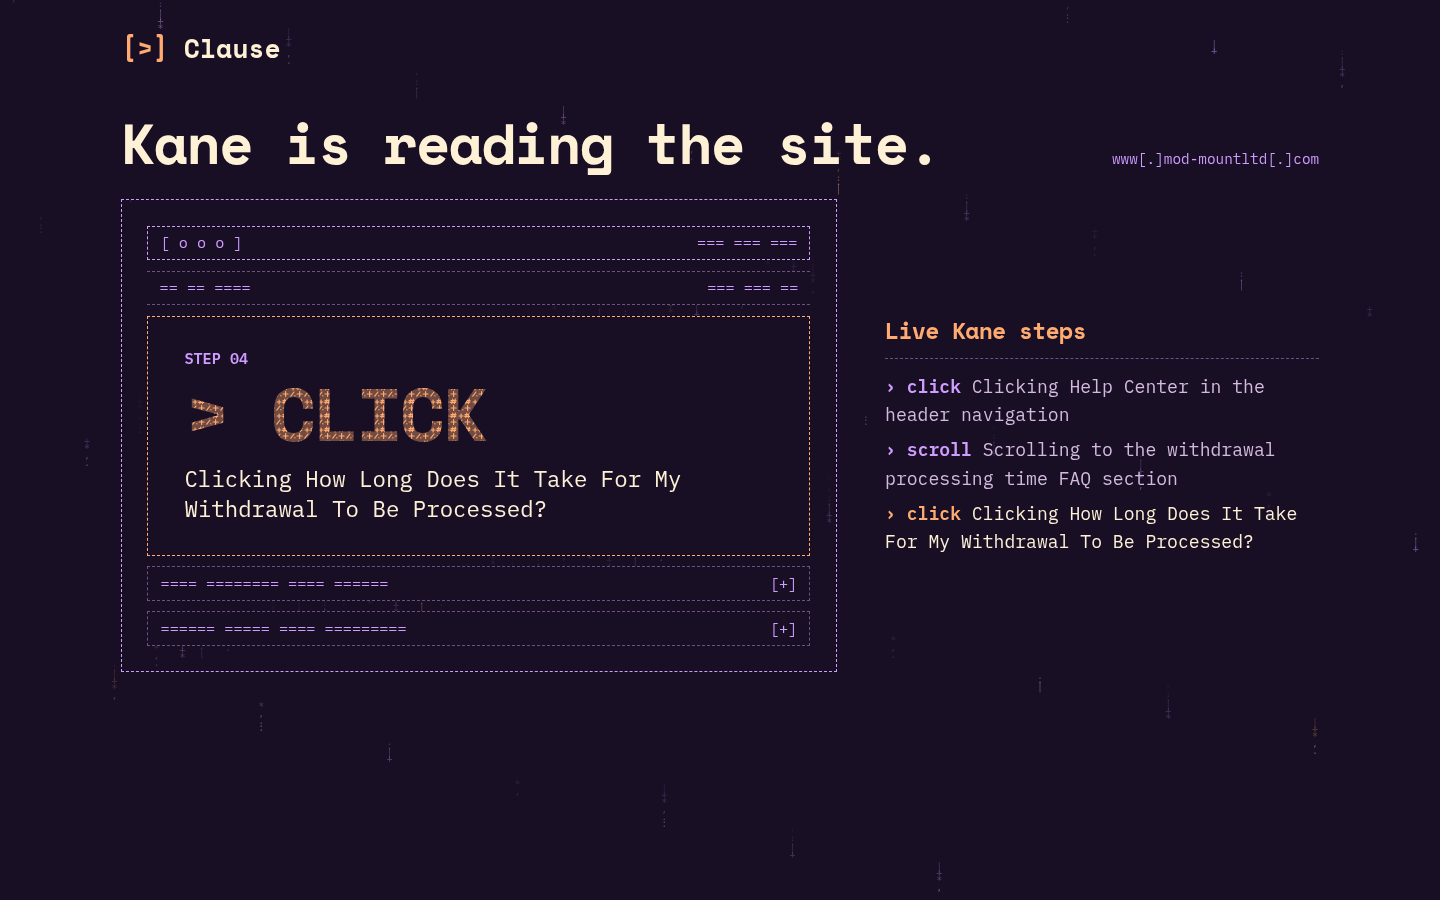 [>] Clause
Kane is reading the site.
www[.]mod-mountltd[.]com
[ o o o ] === === ===
== == ==== === === ==
STEP 04
> CLICK
Clicking How Long Does It Take For My
Withdrawal To Be Processed?
==== ======== ==== ====== [+]
====== ===== ==== ========= [+]
Live Kane steps
› click Clicking Help Center in the
header navigation
› scroll Scrolling to the withdrawal
processing time FAQ section
› click Clicking How Long Does It Take
For My Withdrawal To Be Processed?